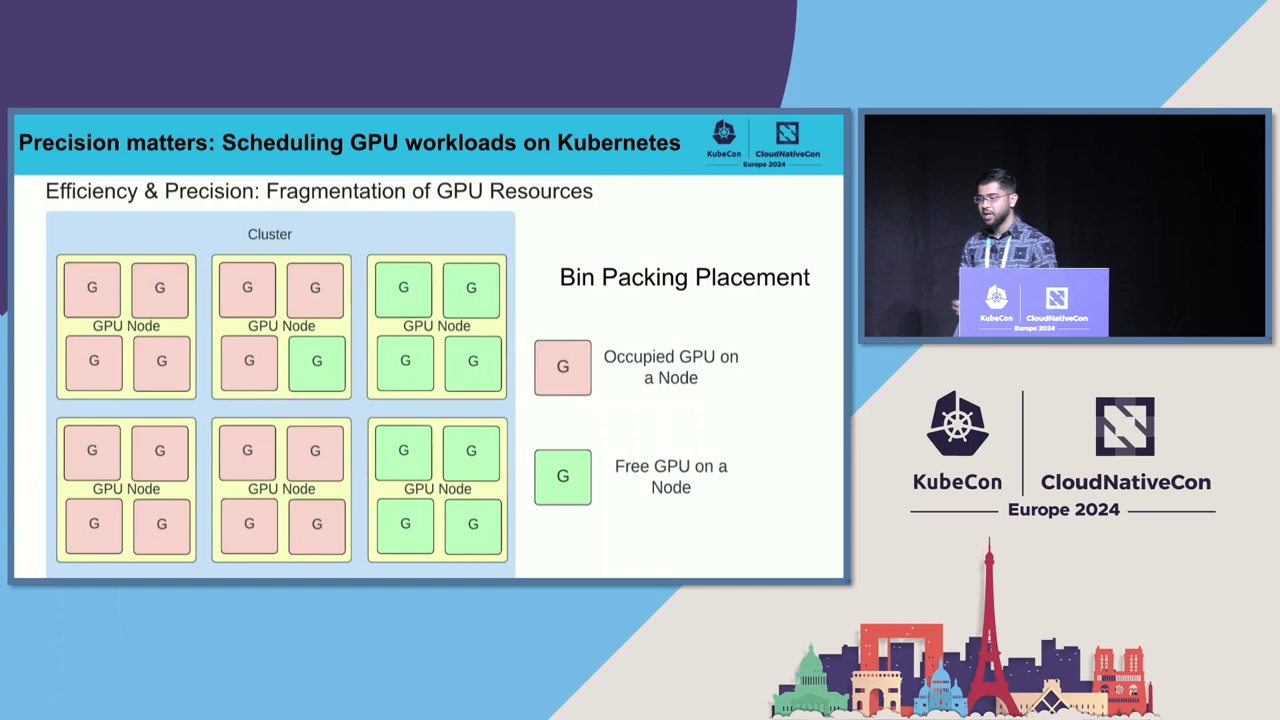 Precision matters: Scheduling GPU workloads on Kubernetes
KubeCon
CloudNativeCon
Europe 2024
Efficiency & Precision: Fragmentation of GPU Resources
Cluster
G G G G G G
GPU Node GPU Node GPU Node
G G G G G G
G G G G G G
GPU Node GPU Node GPU Node
G G G G G G
Bin Packing Placement
G
Occupied GPU on
a Node
G
Free GPU on a
Node
KubeCon
CloudNativeCon
Europe 2024
KubeCon
CloudNativeCon
Europe 2024